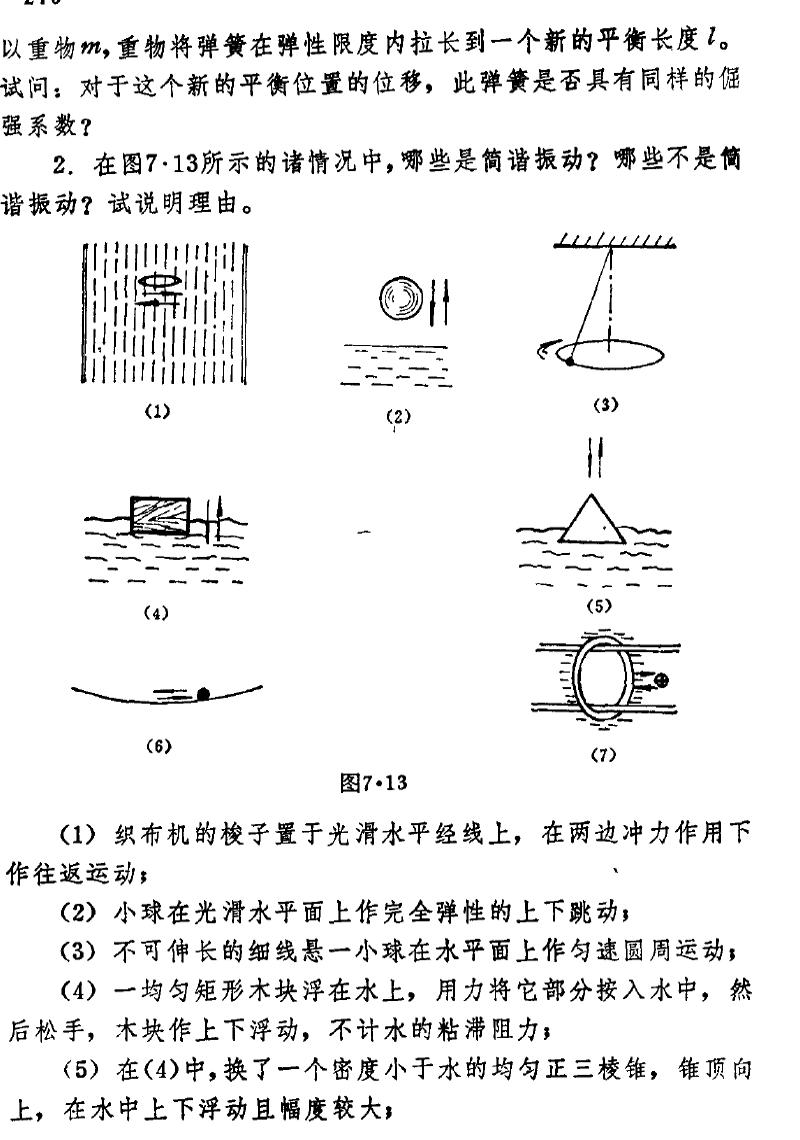 以重物m，重物将弹簧在弹性限度内拉长到一个新的平衡长度l。
试问：对于这个新的平衡位置的位移，此弹簧是否具有同样的倔
强系数？
2．在图7·13所示的诸情况中，哪些是简谐振动？哪些不是简
谐振动？试说明理由。
(1)
(2)
(3)
(4)
(5)
(6)
(7)
图7·13
(1) 织布机的梭子置于光滑水平经线上，在两边冲力作用下
作往返运动；
(2) 小球在光滑水平面上作完全弹性的上下跳动；
(3) 不可伸长的细线悬一小球在水平面上作匀速圆周运动；
(4) 一均匀矩形木块浮在水上，用力将它部分按入水中，然
后松手，木块作上下浮动，不计水的粘滞阻力；
(5) 在(4)中，换了一个密度小于水的均匀正三棱锥，锥顶向
上，在水中上下浮动且幅度较大；